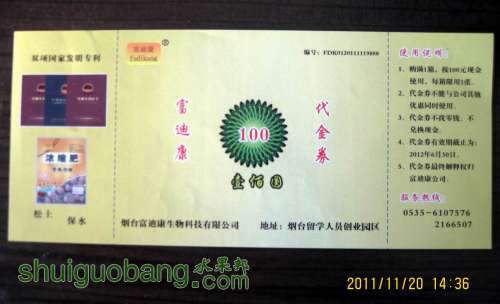 双项国家发明专利
浓缩肥
松土 保水
富迪康®
Fudikang
编号：FDK0120111119888
富迪康
代金券
100
壹佰圆
烟台富迪康生物科技有限公司 地址：烟台留学人员创业园区
使用说明：
1、购满1箱，按100元现金
使用，每箱限用1张。
2、代金券不能与公司其他
优惠同时使用。
3、代金券不找零钱、不
兑换现金。
4、代金券有效期截止为：
2012年6月30日。
5、代金券最终解释权归
富迪康公司。
服务热线：
0535-6107576
2166507
shuiguobang.com
水果邦
2011/11/20 14:36